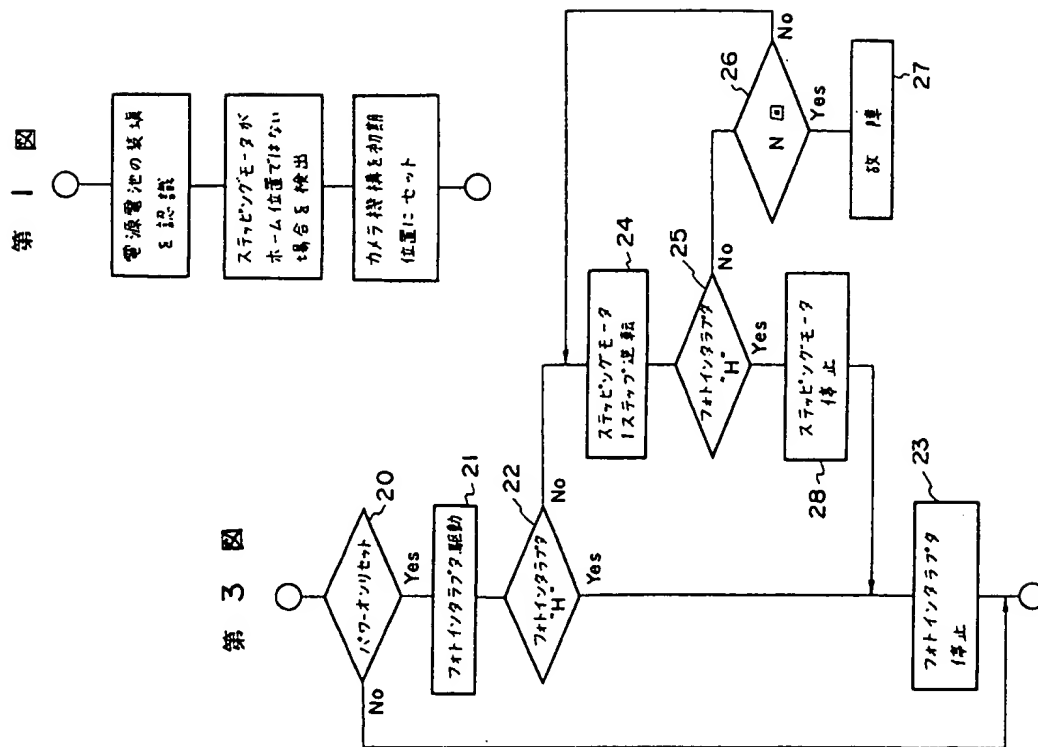 第 1 図
電源電池の装填
を認識
ステッピングモータが
ホーム位置ではない
場合を検出
カメラ機構を初期
位置にセット
第 3 図
パワーオンリセット
20
No
Yes
フォトインタラプタ駆動
21
フォトインタラプタ
"H"
22
No
Yes
ステッピングモータ
1ステップ逆転
24
フォトインタラプタ
"H"
25
No
Yes
N 回
26
No
Yes
故 障
27
ステッピングモータ
停止
28
フォトインタラプタ
停止
23